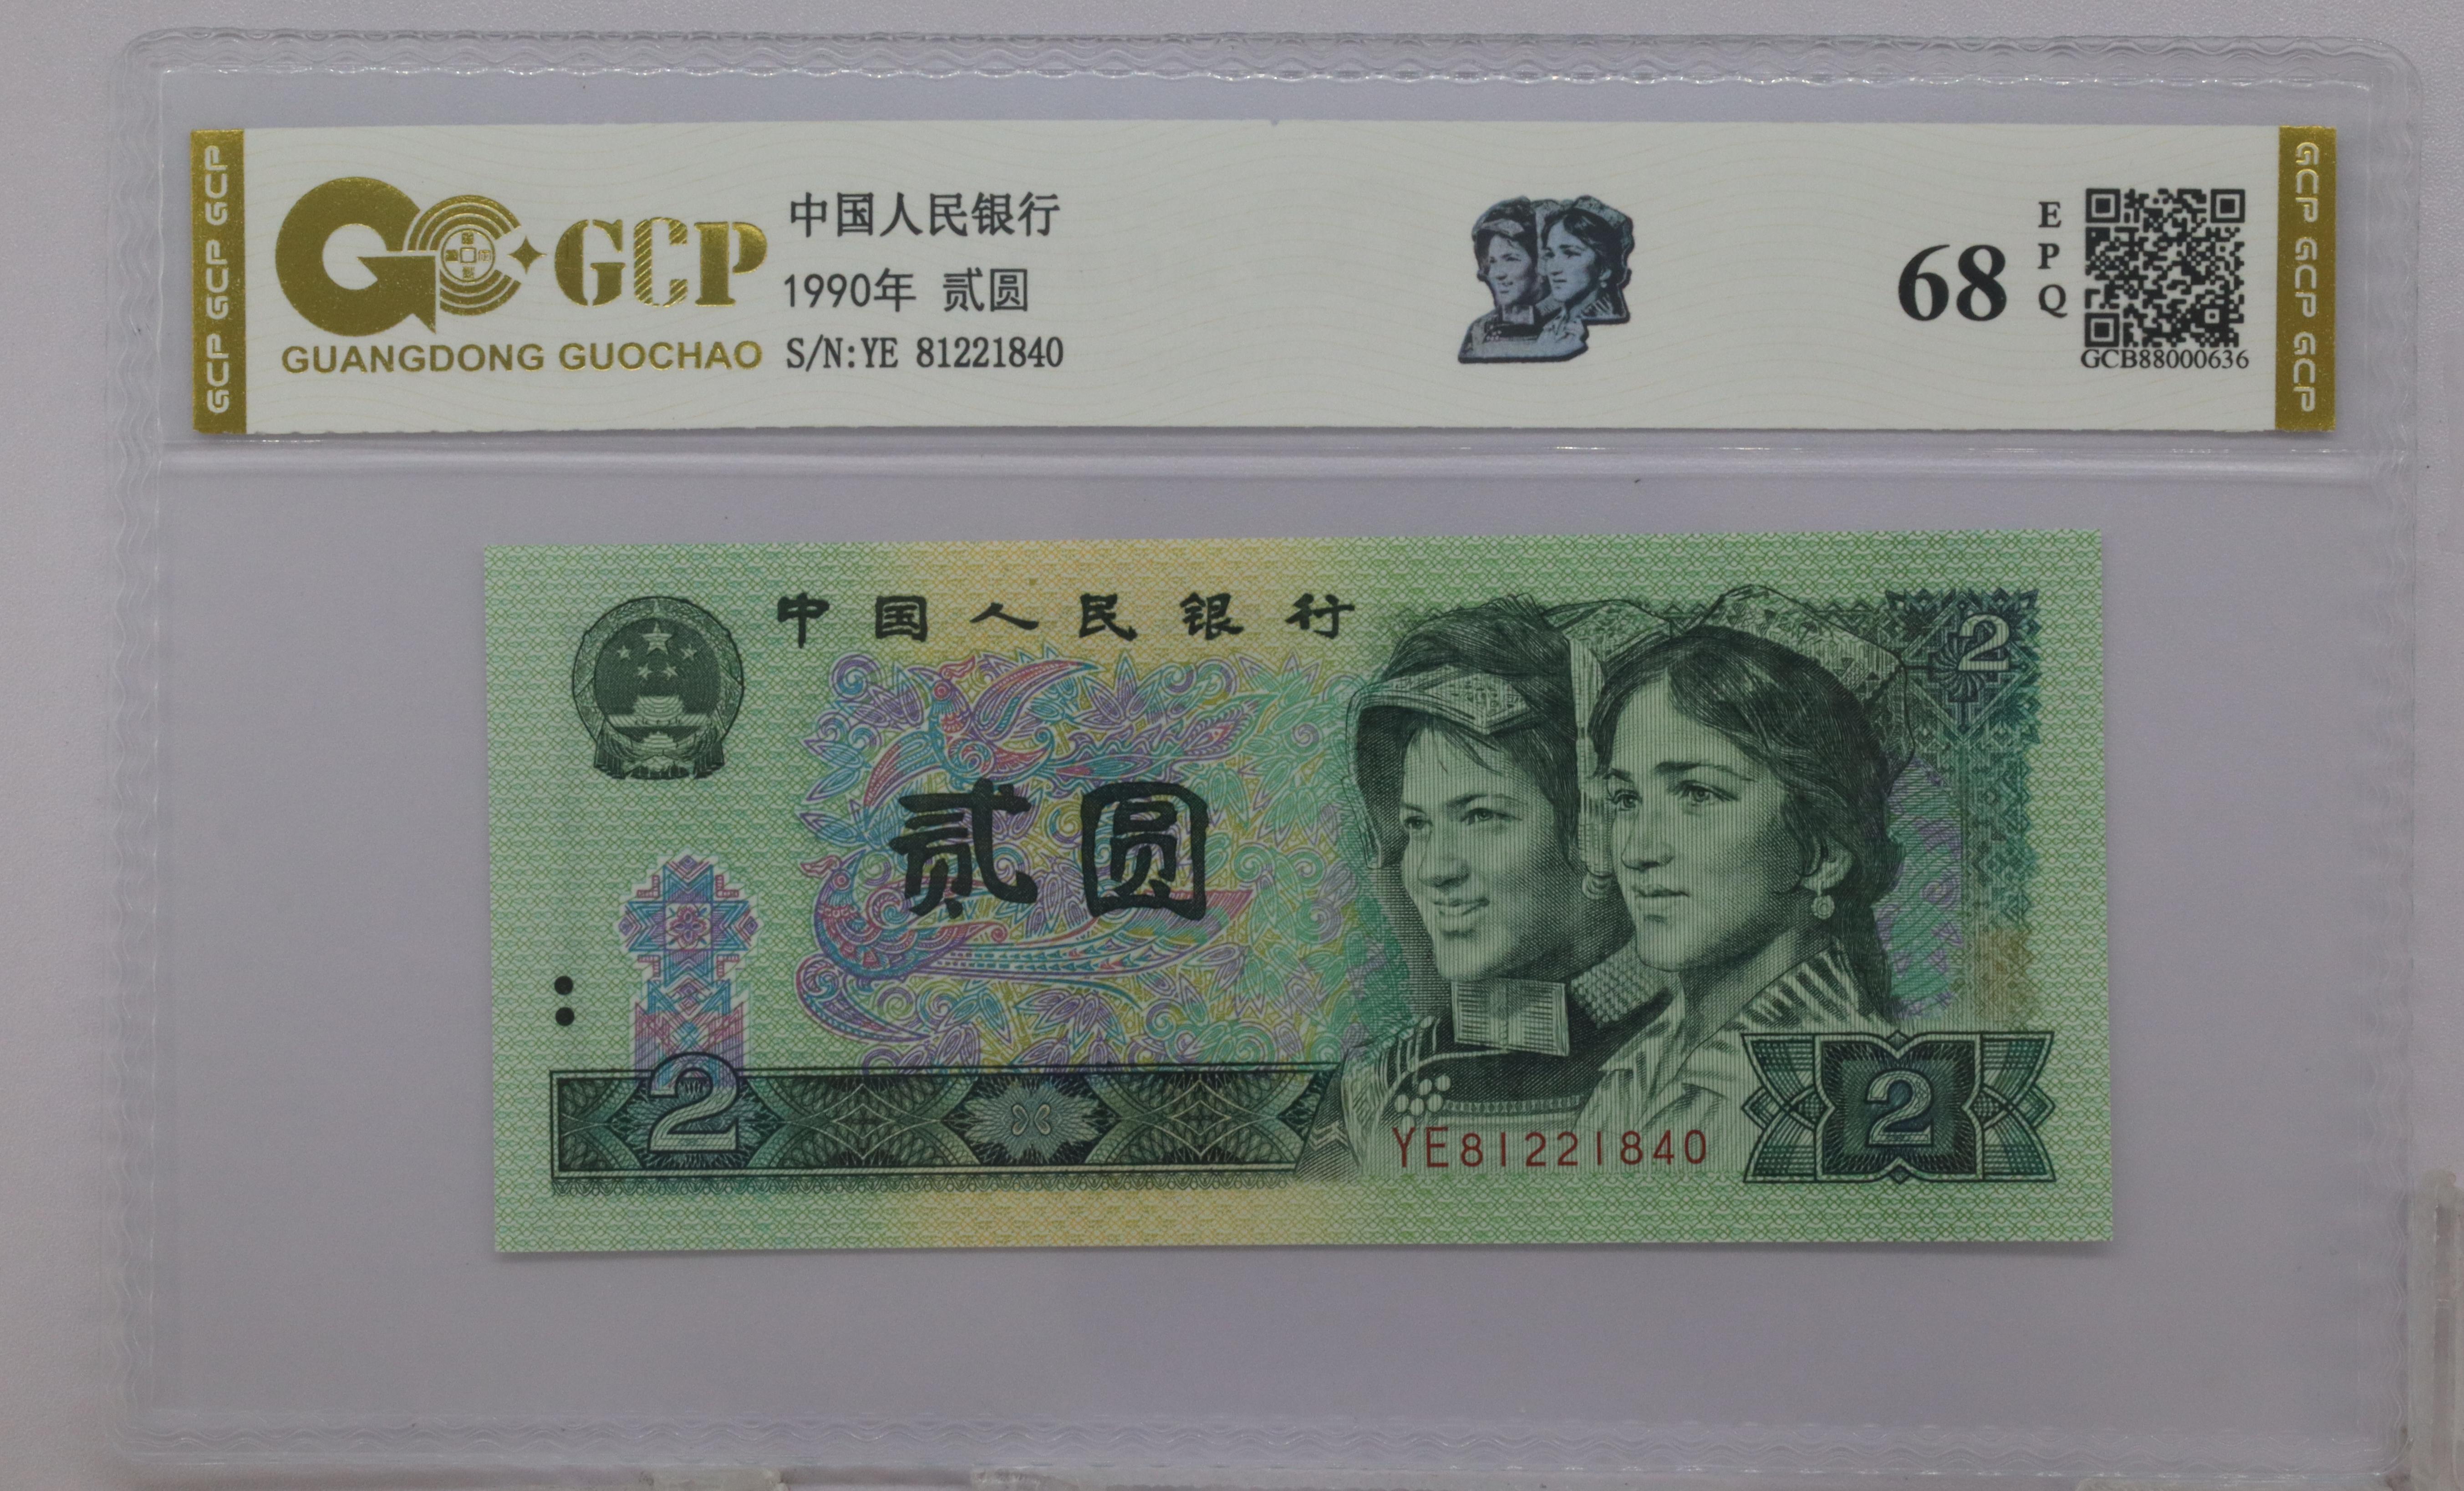 GCP GCP GCP
GCP
GUANGDONG GUOCHAO
中国人民银行
1990年 贰圆
S/N:YE 81221840
68
E
P
Q
GCB88000636
GCP GCP GCP
中国人民银行
2
贰圆
2
YE81221840
2